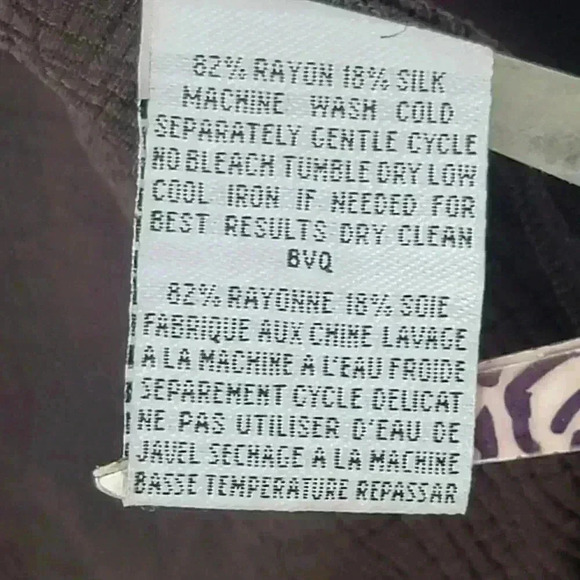 82% RAYON 18% SILK
MACHINE WASH COLD
SEPARATELY GENTLE CYCLE
NO BLEACH TUMBLE DRY LOW
COOL IRON IF NEEDED FOR
BEST RESULTS DRY CLEAN
BVQ
82% RAYONNE 18% SOIE
FABRIQUE AUX CHINE LAVAGE
A LA MACHINE A L'EAU FROIDE
SEPAREMENT CYCLE DELICAT
NE PAS UTILISER D'EAU DE
JAVEL SECHAGE A LA MACHINE
BASSE TEMPERATURE REPASSAR